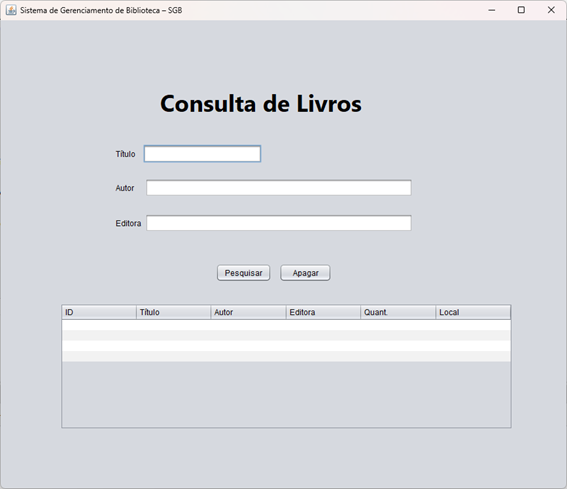 Sistema de Gerenciamento de Biblioteca – SGB
Consulta de Livros
Título
Autor
Editora
Pesquisar Apagar
ID Título Autor Editora Quant. Local